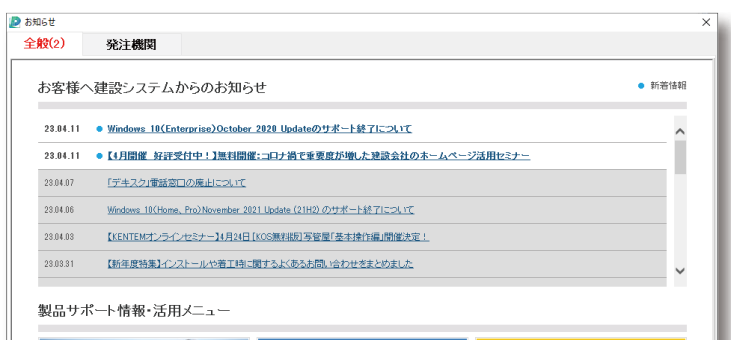 お知らせ
全般(2) 発注機関
お客様へ建設システムからのお知らせ
● 新着情報
23.04.11 ● Windows 10(Enterprise)October 2020 Updateのサポート終了について
23.04.11 ● 【4月開催 好評受付中！】無料開催:コロナ禍で重要度が増した建設会社のホームページ活用セミナー
23.04.07 「デキスク」電話窓口の廃止について
23.04.06 Windows 10(Home、Pro)November 2021 Update (21H2) のサポート終了について
23.04.03 【KENTEMオンラインセミナー】4月24日[KOS無料版]写管屋「基本操作編」開催決定！
23.03.31 【新年度特集】インストールや着工時に関するよくあるお問い合わせをまとめました
製品サポート情報・活用メニュー